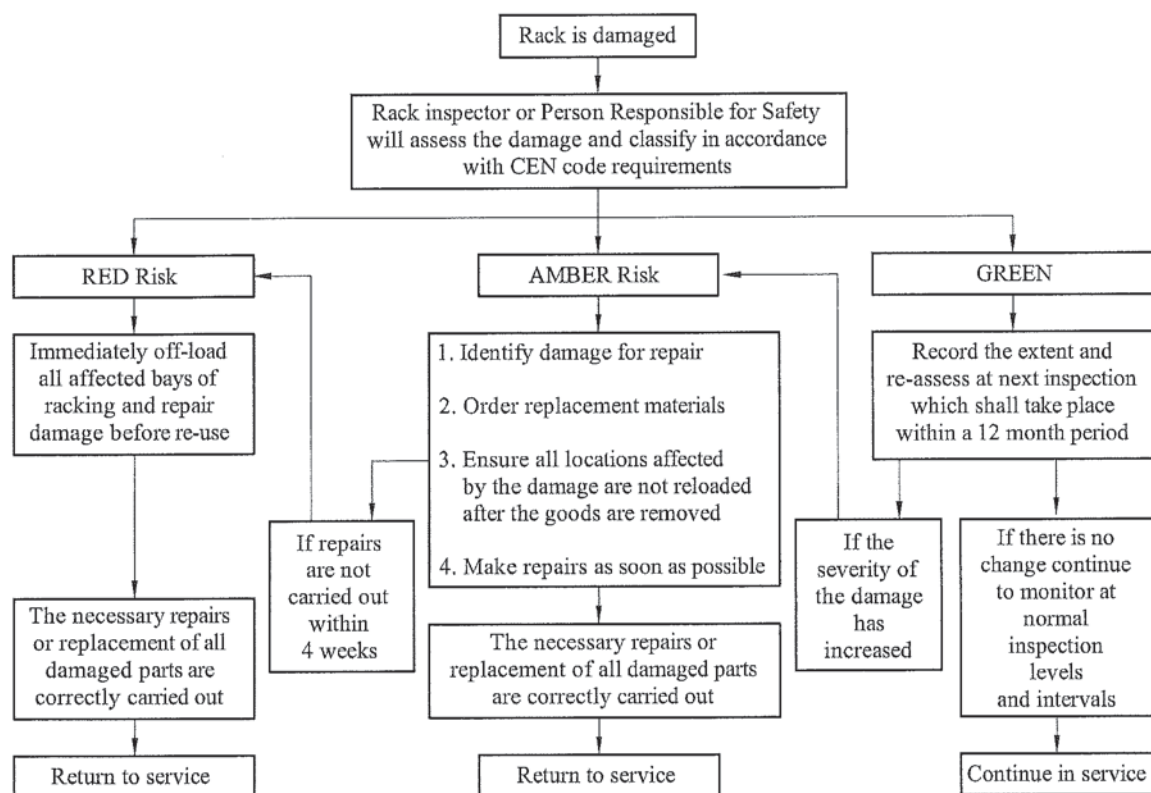 Rack is damaged
Rack inspector or Person Responsible for Safety
will assess the damage and classify in accordance
with CEN code requirements
RED Risk
AMBER Risk
GREEN
Immediately off-load
all affected bays of
racking and repair
damage before re-use
1. Identify damage for repair
2. Order replacement materials
3. Ensure all locations affected
by the damage are not reloaded
after the goods are removed
4. Make repairs as soon as possible
Record the extent and
re-assess at next inspection
which shall take place
within a 12 month period
If repairs
are not
carried out
within
4 weeks
If the
severity of
the damage
has
increased
If there is no
change continue
to monitor at
normal
inspection
levels
and intervals
The necessary repairs
or replacement of all
damaged parts are
correctly carried out
The necessary repairs or
replacement of all damaged parts
are correctly carried out
Return to service
Return to service
Continue in service